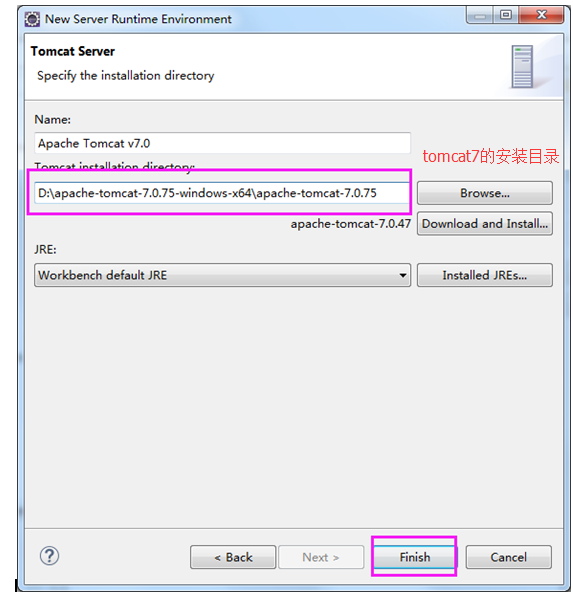 New Server Runtime Environment
Tomcat Server
Specify the installation directory
Name:
Apache Tomcat v7.0
Tomcat installation directory:
tomcat7的安装目录
D:\apache-tomcat-7.0.75-windows-x64\apache-tomcat-7.0.75
Browse...
apache-tomcat-7.0.47
Download and Install...
JRE:
Workbench default JRE
Installed JREs...
?
< Back
Next >
Finish
Cancel